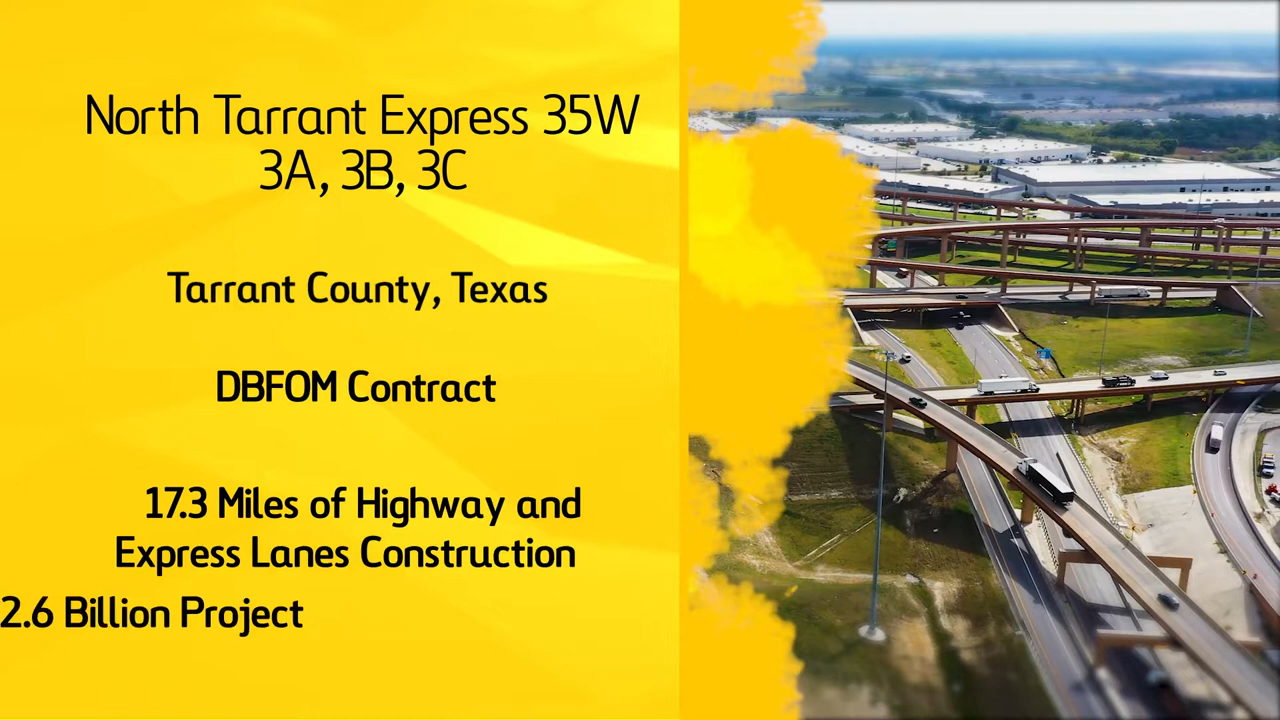 North Tarrant Express 35W
3A, 3B, 3C
Tarrant County, Texas
DBFOM Contract
17.3 Miles of Highway and
Express Lanes Construction
2.6 Billion Project